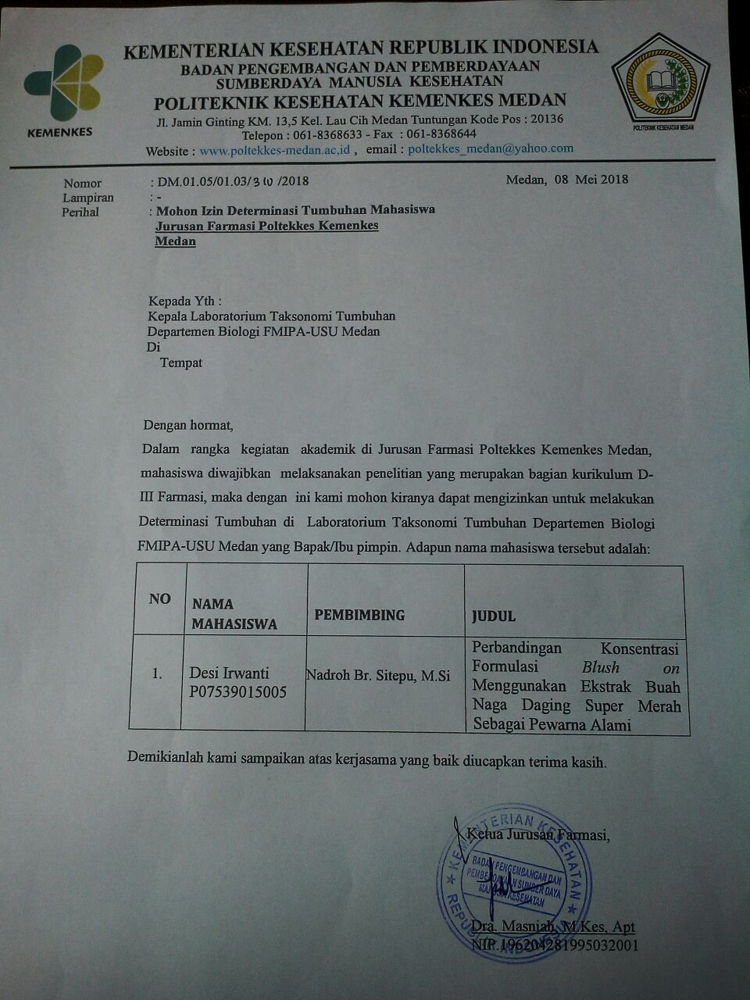 KEMENKES
KEMENTERIAN KESEHATAN REPUBLIK INDONESIA
BADAN PENGEMBANGAN DAN PEMBERDAYAAN
SUMBERDAYA MANUSIA KESEHATAN
POLITEKNIK KESEHATAN KEMENKES MEDAN
Jl. Jamin Ginting KM. 13,5 Kel. Lau Cih Medan Tuntungan Kode Pos : 20136
Telepon : 061-8368633 - Fax : 061-8368644
Website : www.poltekkes-medan.ac.id , email : poltekkes_medan@yahoo.com
POLITEKNIK KESEHATAN MEDAN
Nomor : DM.01.05/01.03/ /2018 Medan, 08 Mei 2018
Lampiran : -
Perihal : Mohon Izin Determinasi Tumbuhan Mahasiswa
Jurusan Farmasi Poltekkes Kemenkes
Medan
Kepada Yth :
Kepala Laboratorium Taksonomi Tumbuhan
Departemen Biologi FMIPA-USU Medan
Di
Tempat
Dengan hormat,
Dalam rangka kegiatan akademik di Jurusan Farmasi Poltekkes Kemenkes Medan,
mahasiswa diwajibkan melaksanakan penelitian yang merupakan bagian kurikulum D-
III Farmasi, maka dengan ini kami mohon kiranya dapat mengizinkan untuk melakukan
Determinasi Tumbuhan di Laboratorium Taksonomi Tumbuhan Departemen Biologi
FMIPA-USU Medan yang Bapak/Ibu pimpin. Adapun nama mahasiswa tersebut adalah:
NO
NAMA
MAHASISWA
PEMBIMBING
JUDUL
1.
Desi Irwanti
P07539015005
Nadroh Br. Sitepu, M.Si
Perbandingan Konsentrasi
Formulasi Blush on
Menggunakan Ekstrak Buah
Naga Daging Super Merah
Sebagai Pewarna Alami
Demikianlah kami sampaikan atas kerjasama yang baik diucapkan terima kasih.
Ketua Jurusan Farmasi,
KEMENTERIAN KESEHATAN
BADAN PENGEMBANGAN DAN
PEMBERDAYAAN SUMBER DAYA
MANUSIA KESEHATAN
REPUBLIK INDONESIA
Dra. Masniah, M.Kes, Apt
NIP.196204281995032001